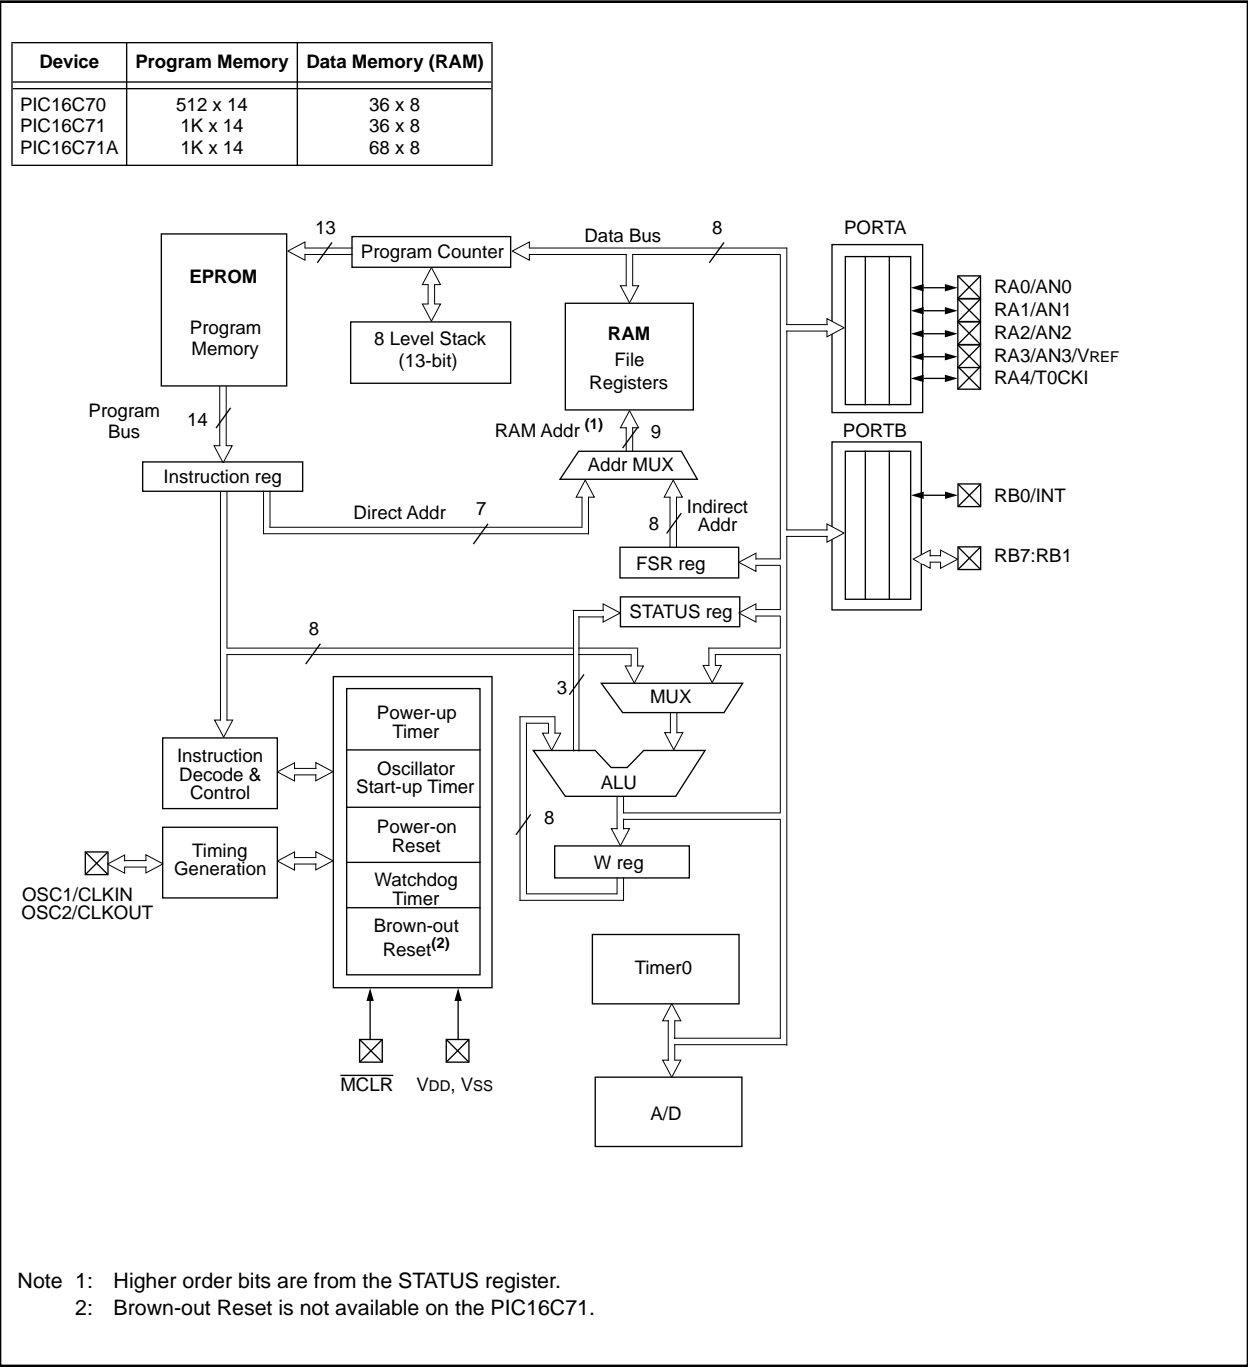 Device Program Memory Data Memory (RAM)
PIC16C70 512 x 14 36 x 8
PIC16C71 1K x 14 36 x 8
PIC16C71A 1K x 14 68 x 8
EPROM
Program
Memory
13
Program Counter
8 Level Stack
(13-bit)
Data Bus
8
RAM
File
Registers
PORTA
RA0/AN0
RA1/AN1
RA2/AN2
RA3/AN3/VREF
RA4/T0CKI
Program
Bus
14
RAM Addr (1)
9
Addr MUX
Instruction reg
Direct Addr
7
8
Indirect
Addr
FSR reg
STATUS reg
PORTB
RB0/INT
RB7:RB1
8
3
MUX
ALU
8
W reg
Power-up
Timer
Oscillator
Start-up Timer
Power-on
Reset
Watchdog
Timer
Brown-out
Reset(2)
Instruction
Decode &
Control
Timing
Generation
OSC1/CLKIN
OSC2/CLKOUT
MCLR
VDD, VSS
Timer0
A/D
Note 1: Higher order bits are from the STATUS register.
2: Brown-out Reset is not available on the PIC16C71.